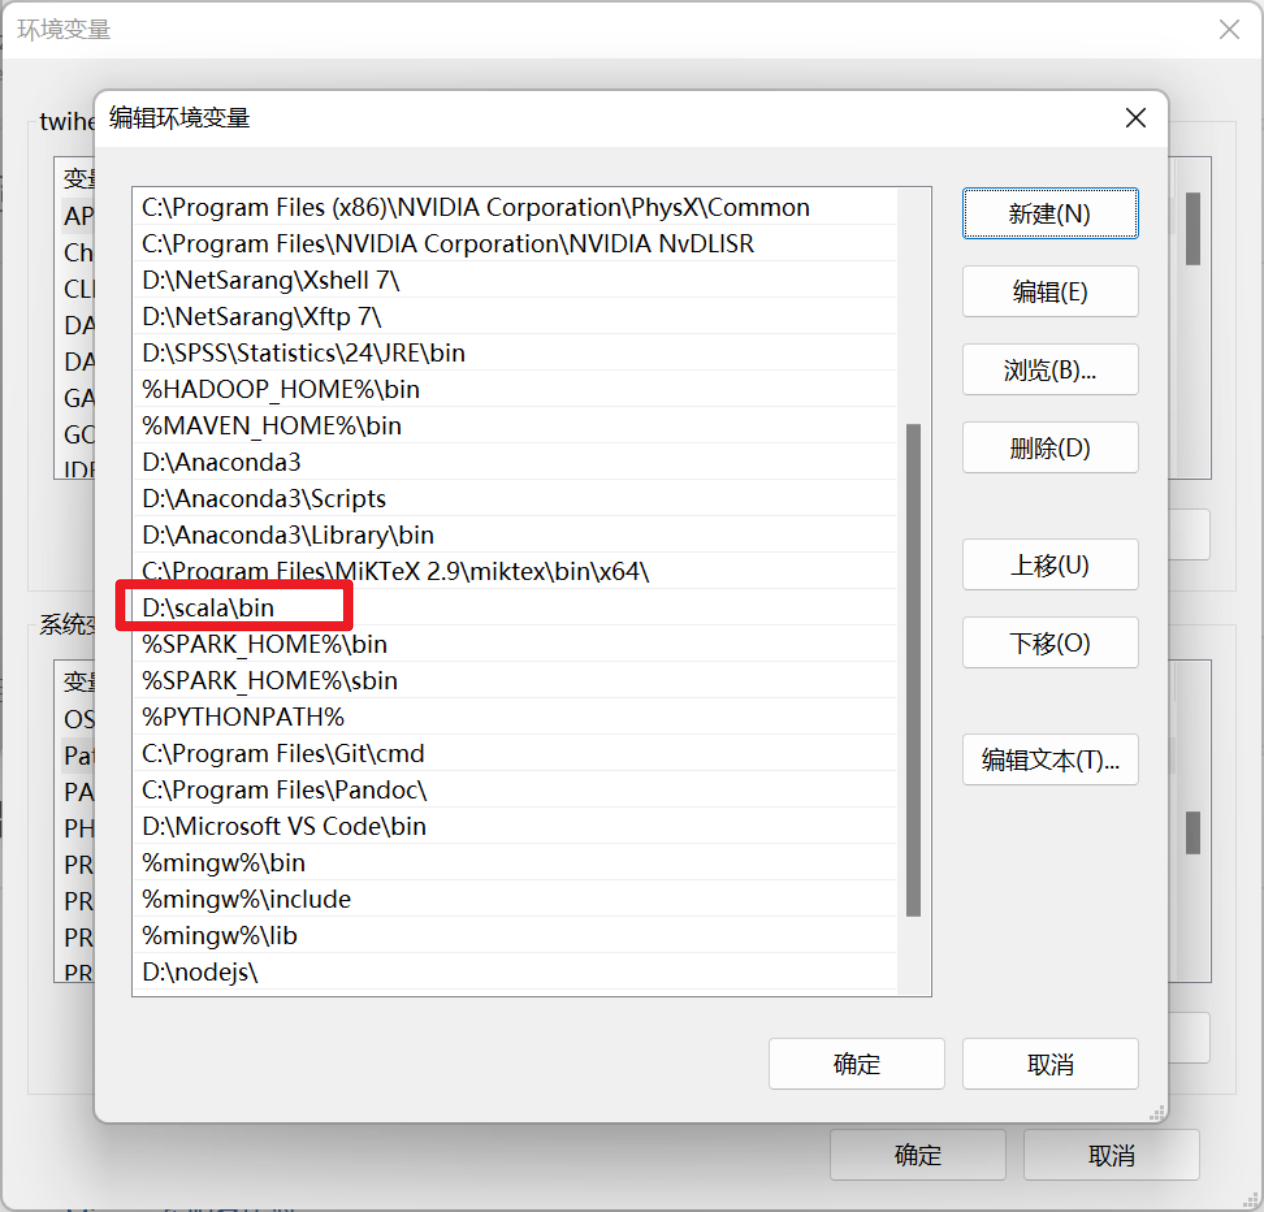 环境变量
twihe
编辑环境变量
变量
AP
Ch
CLI
DA
DA
GA
GO
C:\Program Files (x86)\NVIDIA Corporation\PhysX\Common
C:\Program Files\NVIDIA Corporation\NVIDIA NvDLISR
D:\NetSarang\Xshell 7\
D:\NetSarang\Xftp 7\
D:\SPSS\Statistics\24\JRE\bin
%HADOOP_HOME%\bin
%MAVEN_HOME%\bin
D:\Anaconda3
D:\Anaconda3\Scripts
D:\Anaconda3\Library\bin
C:\Program Files\MiKTeX 2.9\miktex\bin\x64\
D:\scala\bin
%SPARK_HOME%\bin
%SPARK_HOME%\sbin
%PYTHONPATH%
C:\Program Files\Git\cmd
C:\Program Files\Pandoc\
D:\Microsoft VS Code\bin
%mingw%\bin
%mingw%\include
%mingw%\lib
D:\nodejs\
新建(N)
编辑(E)
浏览(B)...
删除(D)
上移(U)
下移(O)
编辑文本(T)...
系统变
变量
OS
Pat
PA
PH
PR
PR
PR
PR
确定
取消
确定
取消